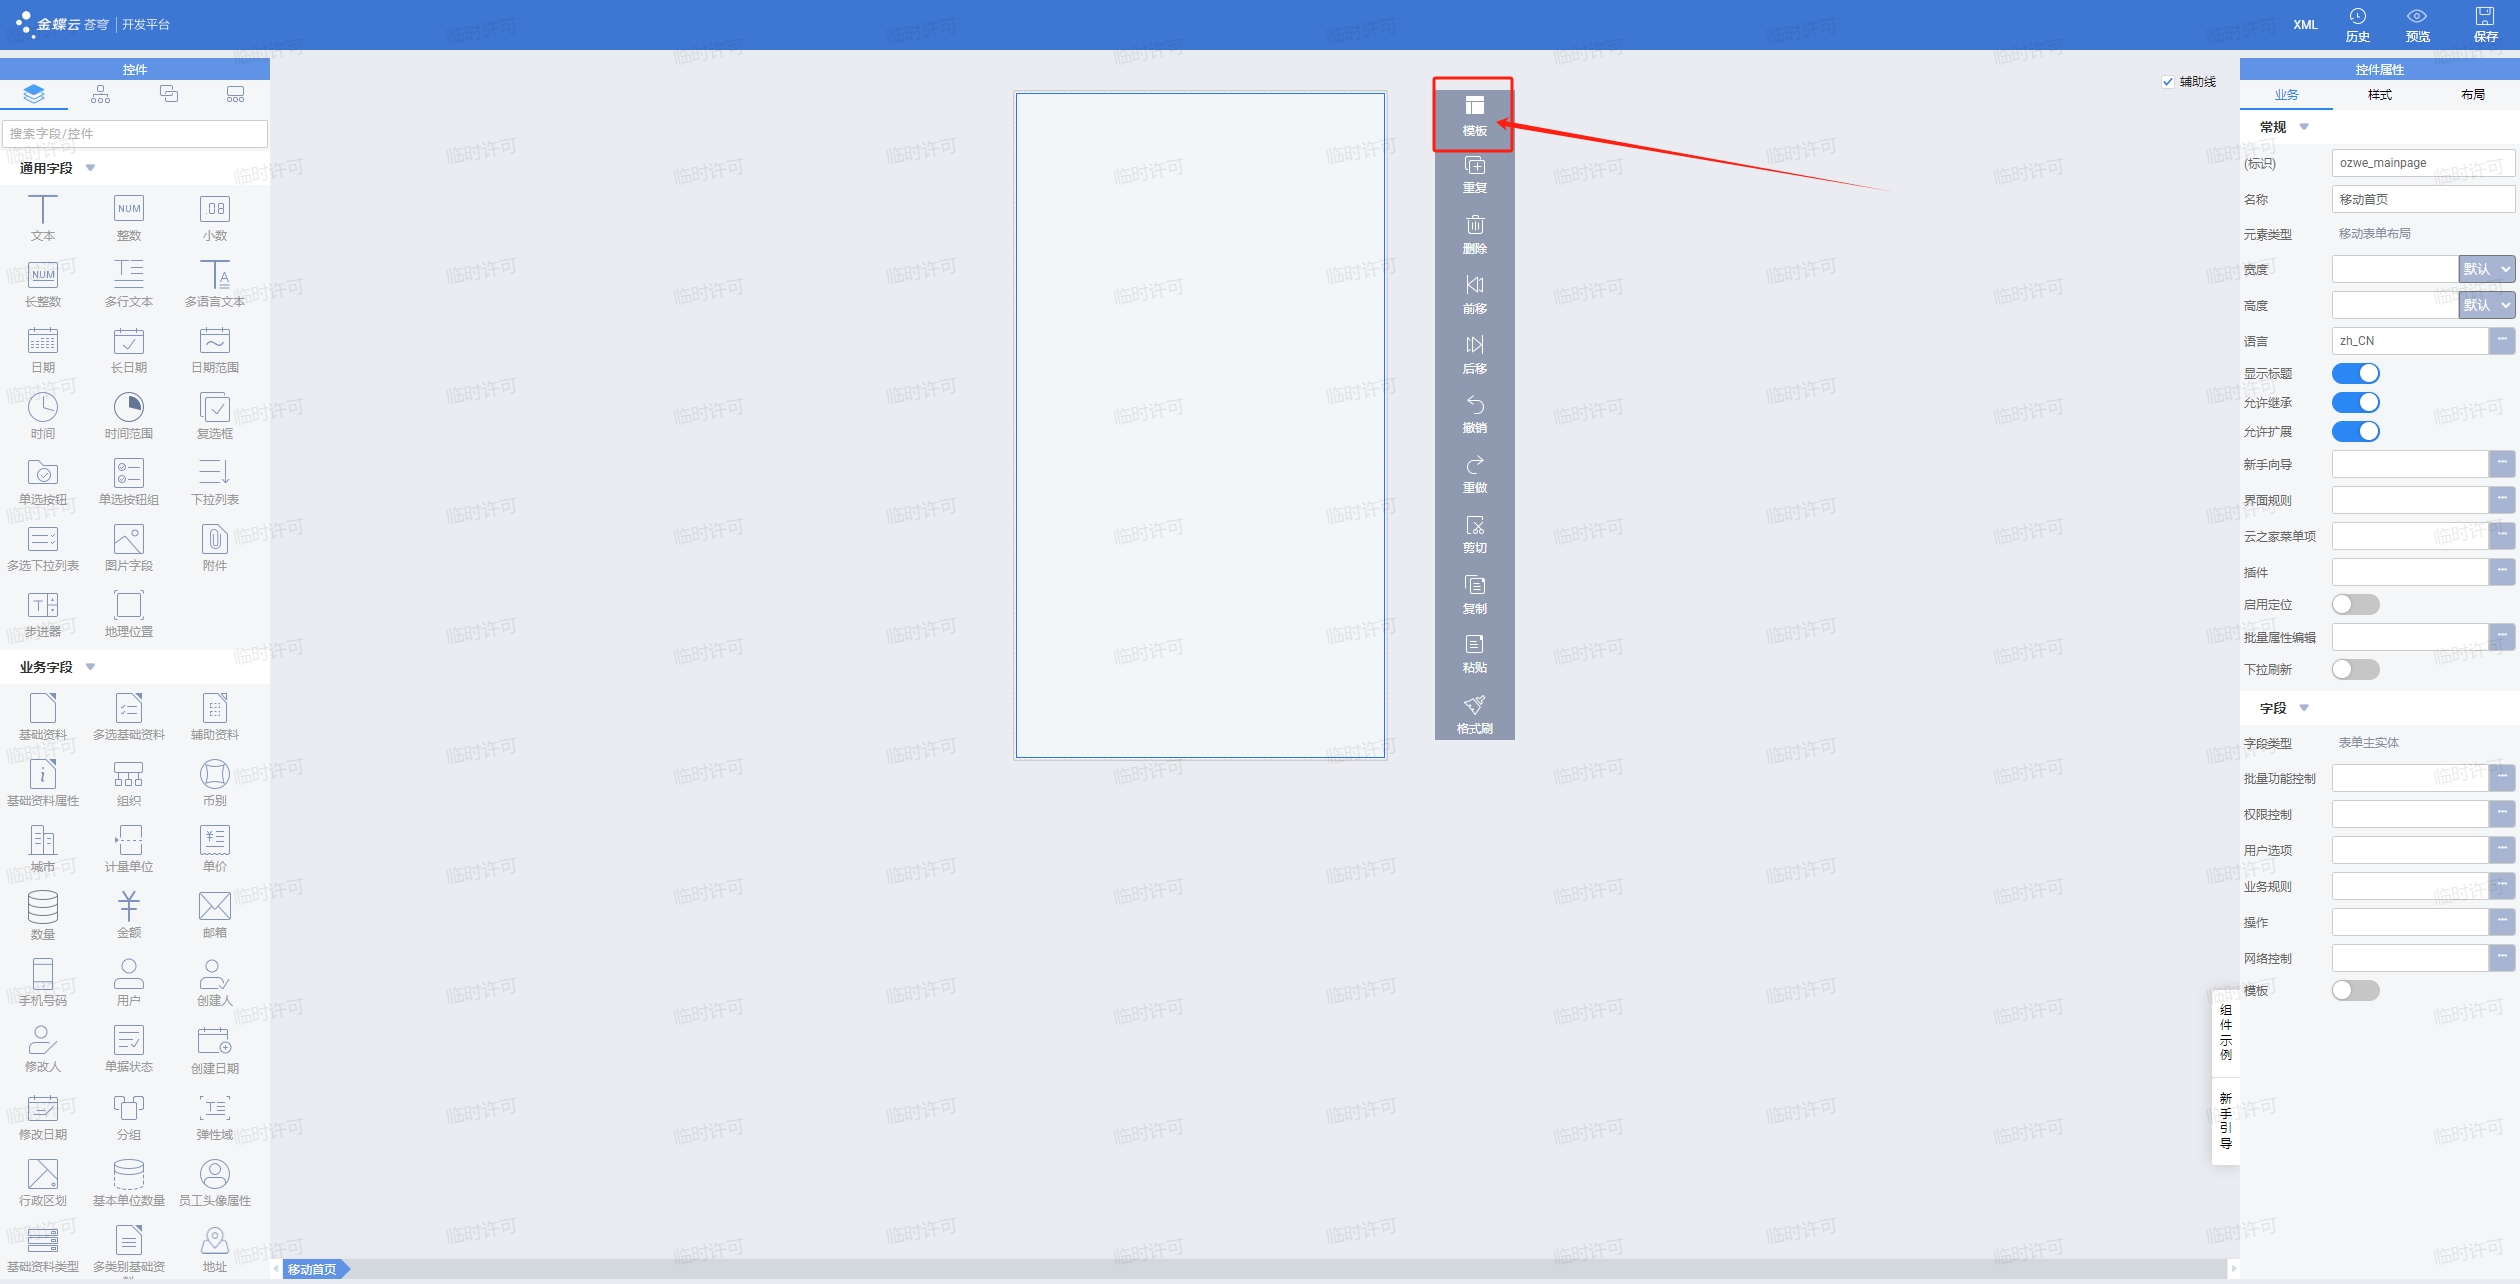 金蝶云 苍穹 | 开发平台
XML
历史
预览
保存
控件
搜索字段/控件
通用字段
文本
整数
小数
长整数
多行文本
多语言文本
日期
长日期
日期范围
时间
时间范围
复选框
单选按钮
单选按钮组
下拉列表
多选下拉列表
图片字段
附件
步进器
地理位置
业务字段
基础资料
多选基础资料
辅助资料
基础资料属性
组织
币别
城市
计量单位
单价
数量
金额
邮箱
手机号码
用户
创建人
修改人
单据状态
创建日期
修改日期
分组
弹性域
行政区划
基本单位数量
员工头像属性
基础资料类型
多类别基础资
地址
模板
重复
删除
前移
后移
撤销
重做
剪切
复制
粘贴
格式刷
辅助线
移动首页
组件示例
新手引导
控件属性
业务
样式
布局
常规
(标识)
ozwe_mainpage
名称
移动首页
元素类型
移动表单布局
宽度
默认
高度
默认
语言
zh_CN
显示标题
允许继承
允许扩展
新手向导
界面规则
云之家菜单项
插件
启用定位
批量属性编辑
下拉刷新
字段
字段类型
表单主实体
批量功能控制
权限控制
用户选项
业务规则
操作
网络控制
模板
临时许可